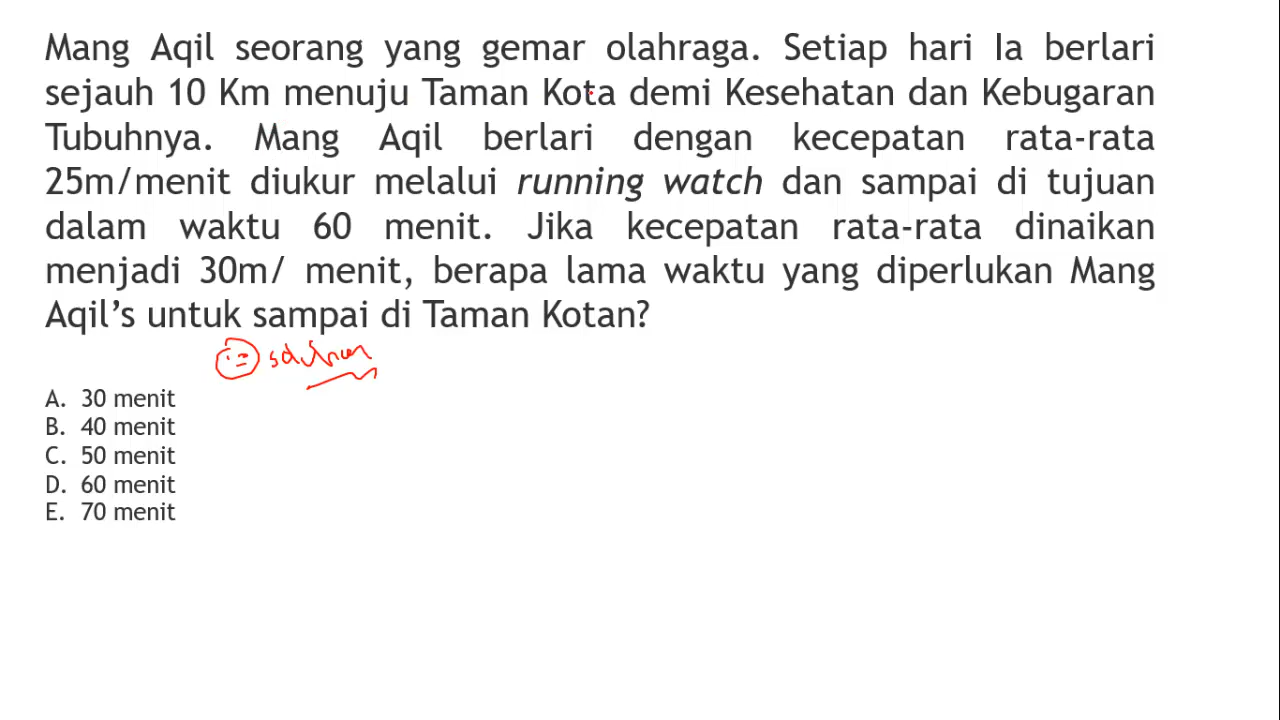 Mang Aqil seorang yang gemar olahraga. Setiap hari Ia berlari
sejauh 10 Km menuju Taman Kota demi Kesehatan dan Kebugaran
Tubuhnya. Mang Aqil berlari dengan kecepatan rata-rata
25m/menit diukur melalui running watch dan sampai di tujuan
dalam waktu 60 menit. Jika kecepatan rata-rata dinaikan
menjadi 30m/ menit, berapa lama waktu yang diperlukan Mang
Aqil’s untuk sampai di Taman Kotan?
A. 30 menit
B. 40 menit
C. 50 menit
D. 60 menit
E. 70 menit